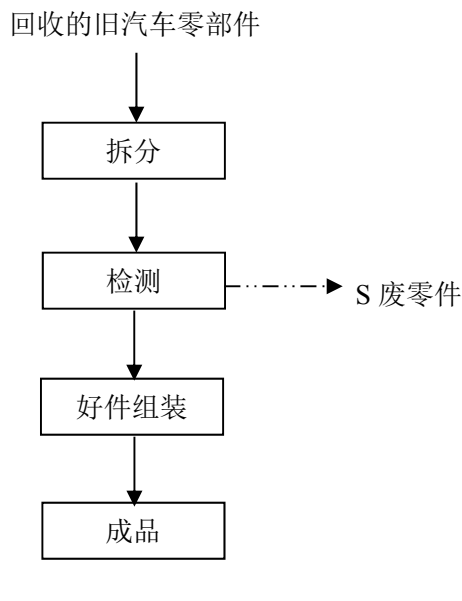 回收的旧汽车零部件
拆分
检测
S 废零件
好件组装
成品